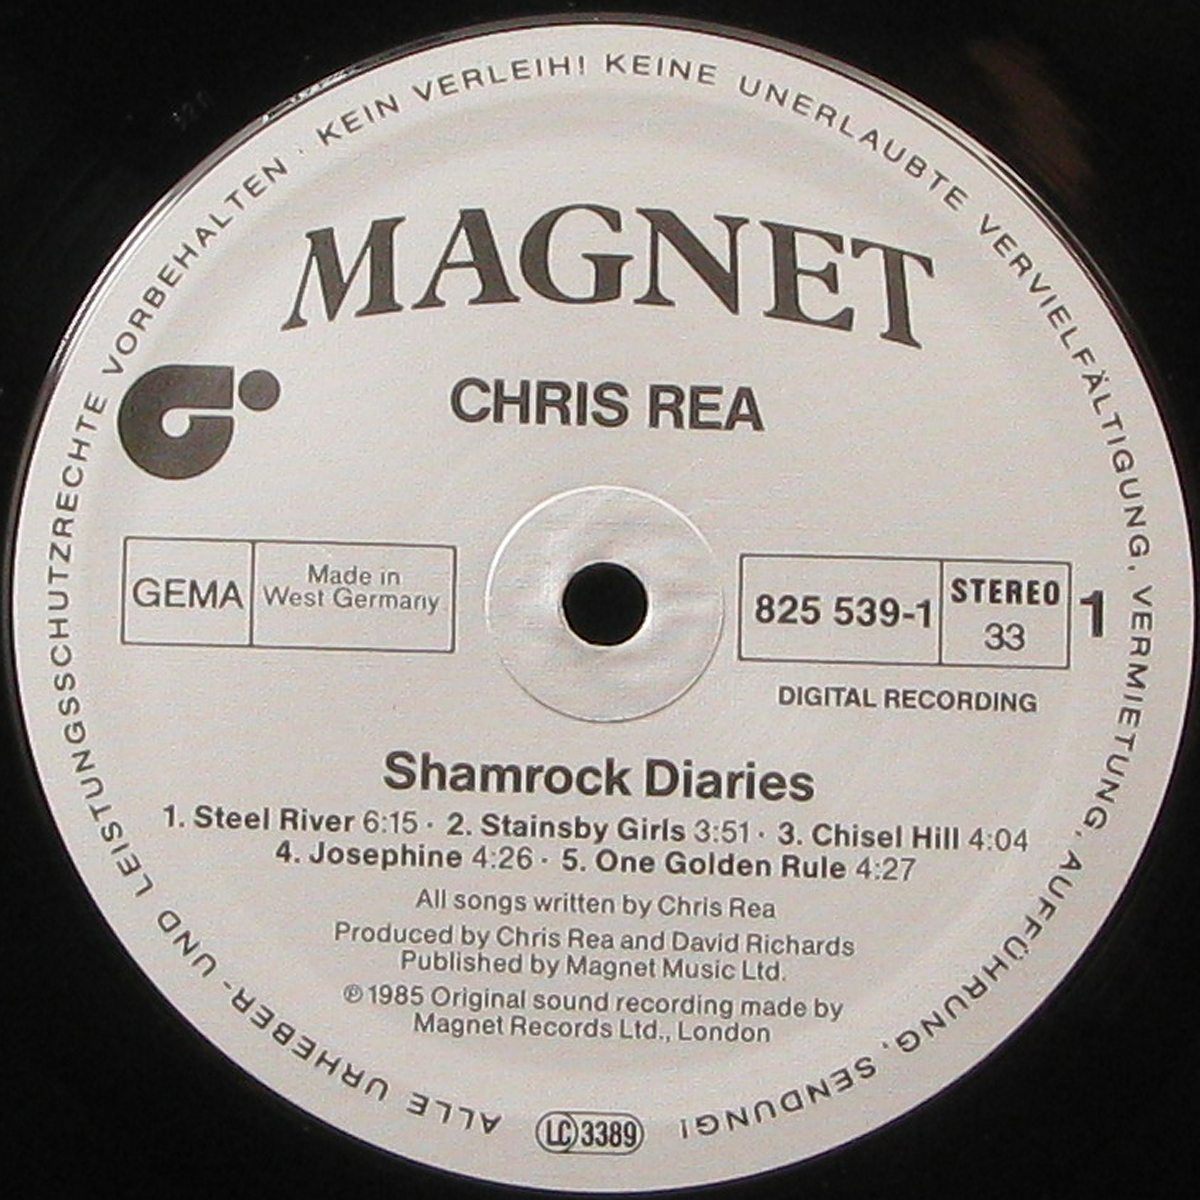 ALLE URHEBER- UND LEISTUNGSSCHUTZRECHTE VORBEHALTEN · KEIN VERLEIH! KEINE UNERLAUBTE VERVIELFÄLTIGUNG, VERMIETUNG, AUFFÜHRUNG, SENDUNG!
MAGNET
CHRIS REA
GEMA
Made in
West Germany
825 539-1
STEREO
33
1
DIGITAL RECORDING
Shamrock Diaries
1. Steel River 6:15 · 2. Stainsby Girls 3:51 · 3. Chisel Hill 4:04
4. Josephine 4:26 · 5. One Golden Rule 4:27
All songs written by Chris Rea
Produced by Chris Rea and David Richards
Published by Magnet Music Ltd.
℗ 1985 Original sound recording made by
Magnet Records Ltd., London
LC 3389